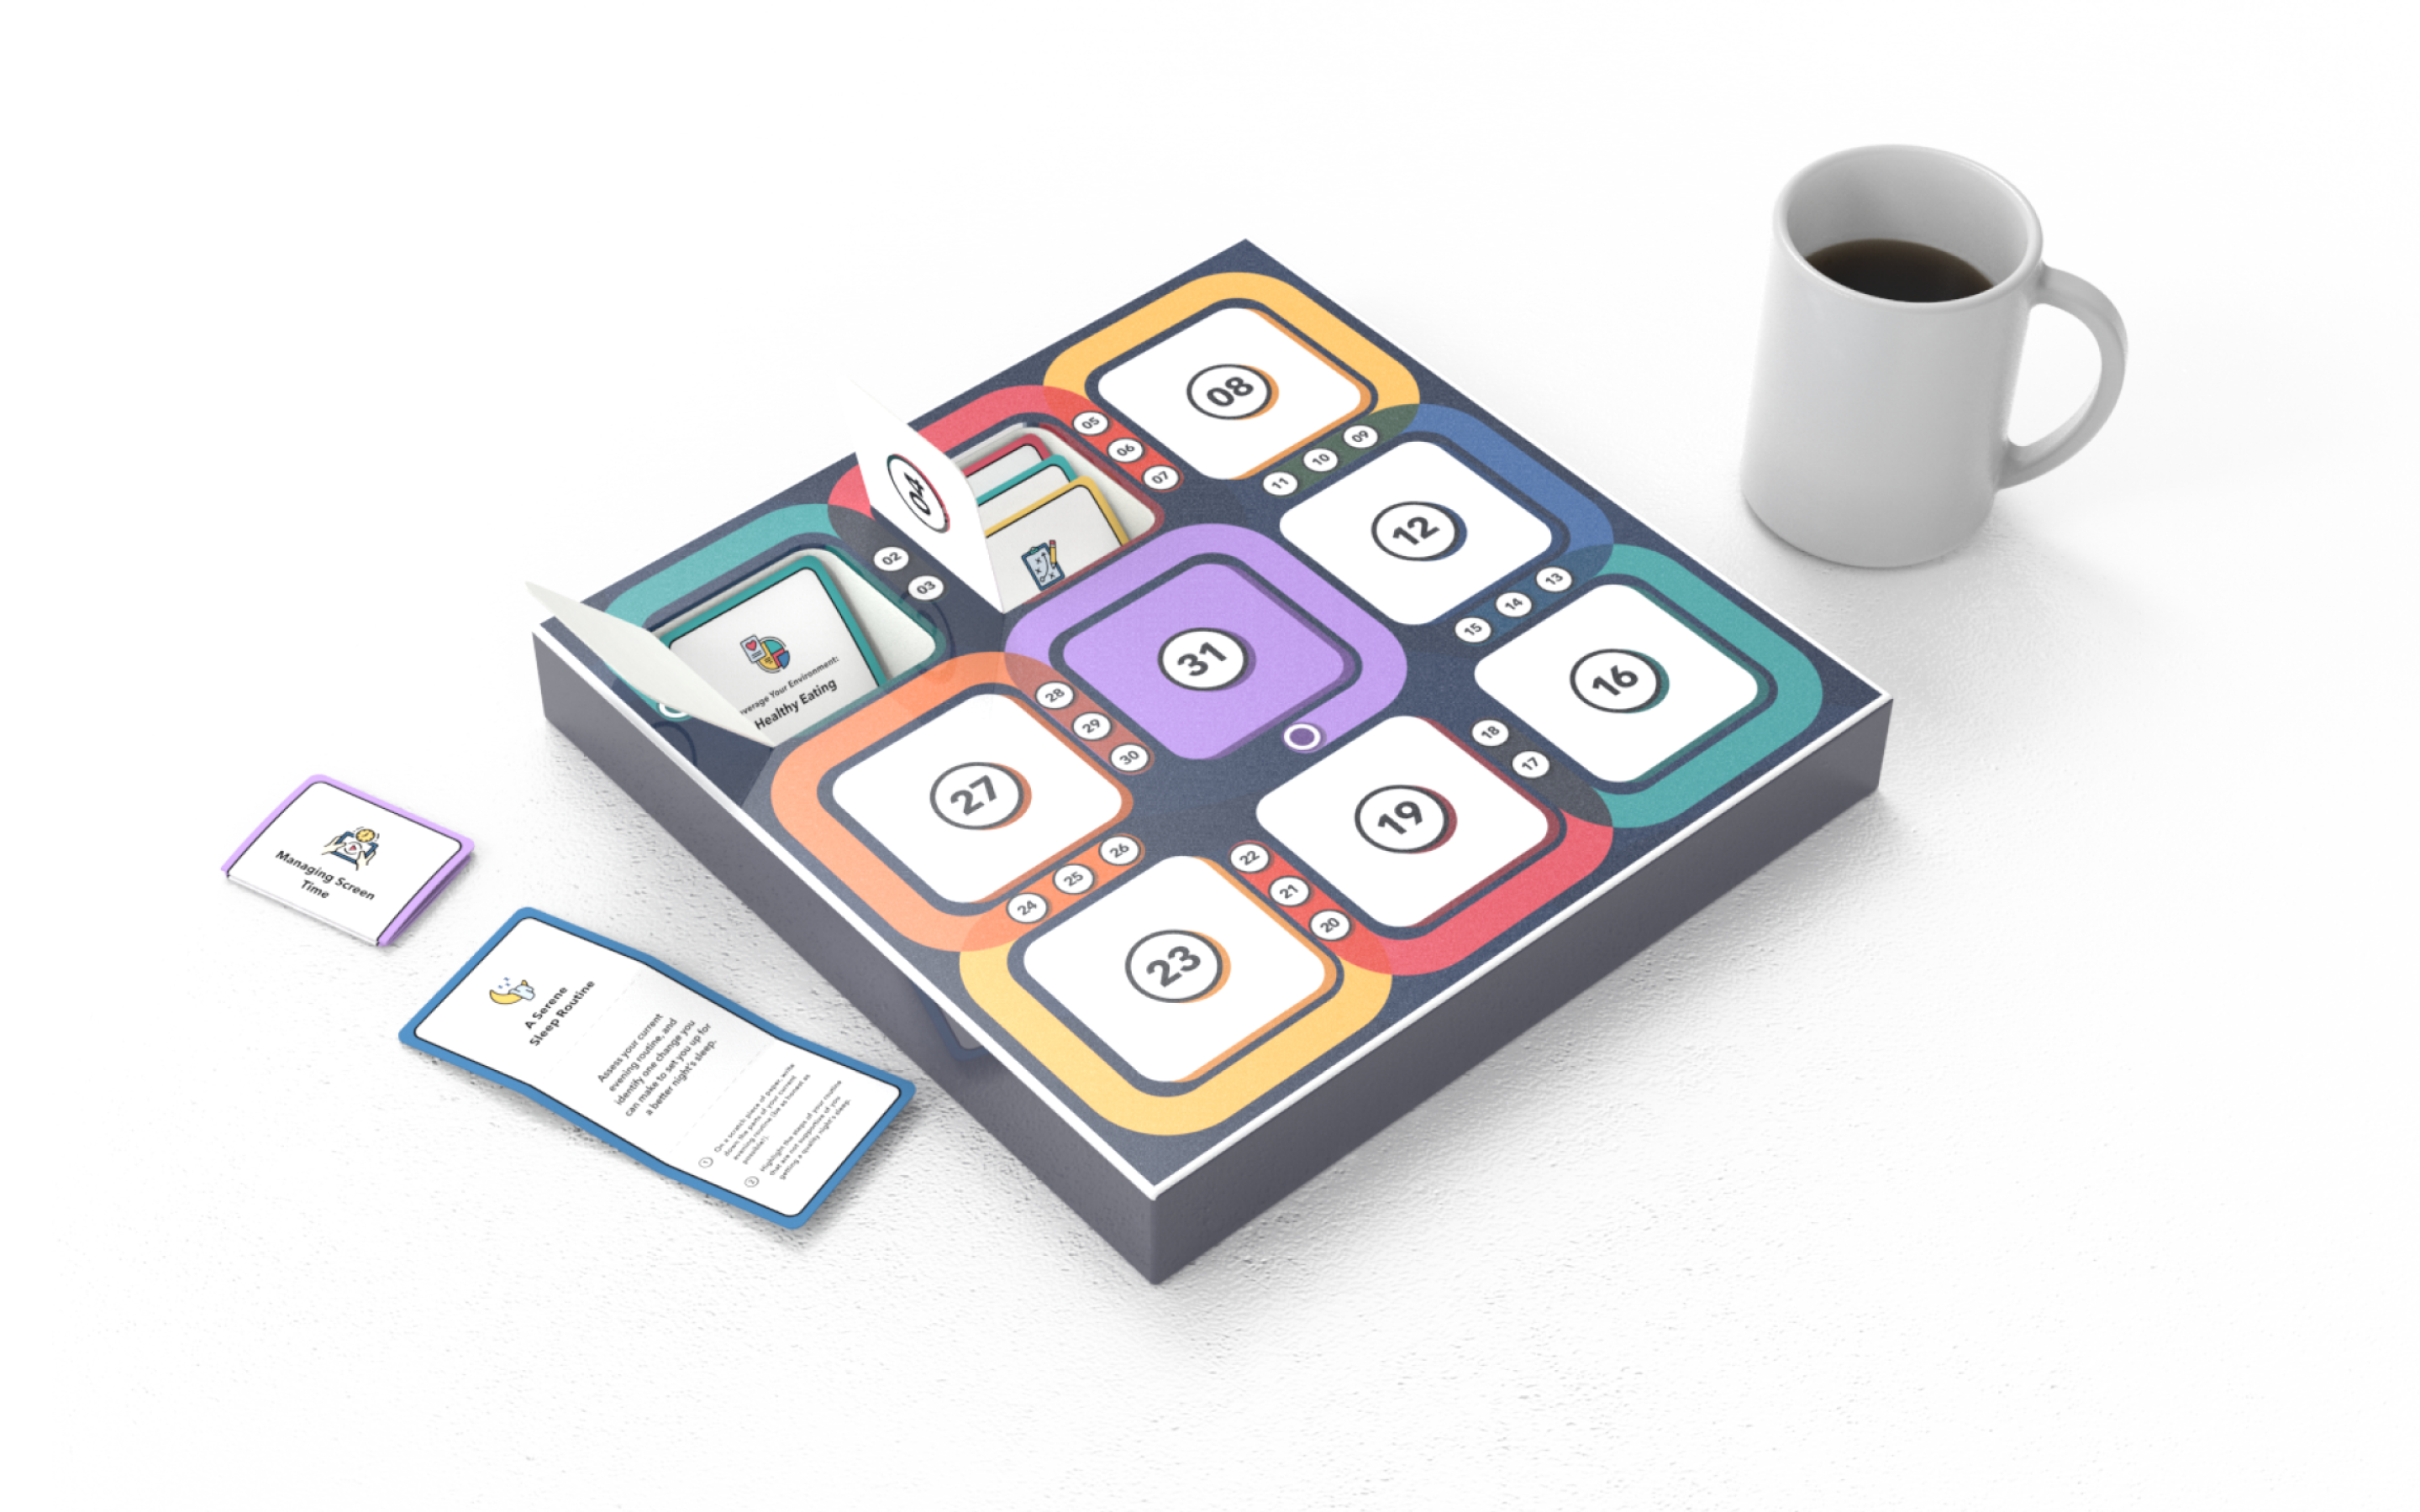 08
05
06
07
09
10
11
04
12
02
03
13
14
15
31
16
Your Environment:
Healthy Eating
28
29
30
18
17
27
19
26
25
24
22
21
20
23
Managing Screen
Time
A Serene
Sleep Routine
Assess your current
evening routine, and
identify one change you
can make to set you up for
a better night's sleep.
1
On a scratch piece of paper, write
down the parts of your current
evening routine (be as honest as
possible!).
2
Highlight the steps of your routine
that are not supportive of you
getting a quality night's sleep.